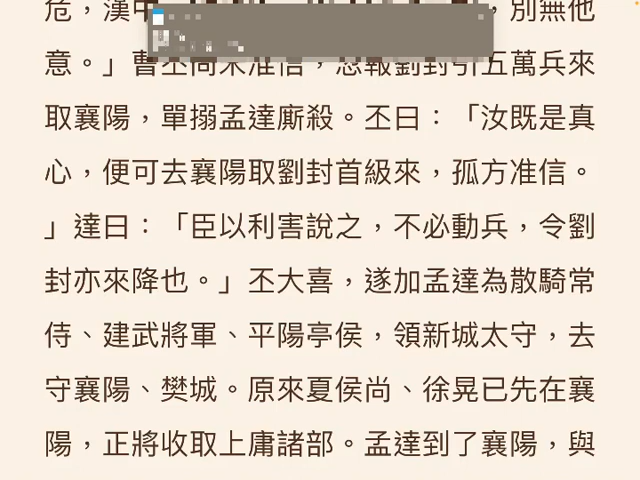 危，漢中，別無他
意。」曹丕尚未准信，忽報劉封引五萬兵來
取襄陽，單搦孟達廝殺。丕曰：「汝既是真
心，便可去襄陽取劉封首級來，孤方准信。
」達曰：「臣以利害說之，不必動兵，令劉
封亦來降也。」丕大喜，遂加孟達為散騎常
侍、建武將軍、平陽亭侯，領新城太守，去
守襄陽、樊城。原來夏侯尚、徐晃已先在襄
陽，正將收取上庸諸部。孟達到了襄陽，與